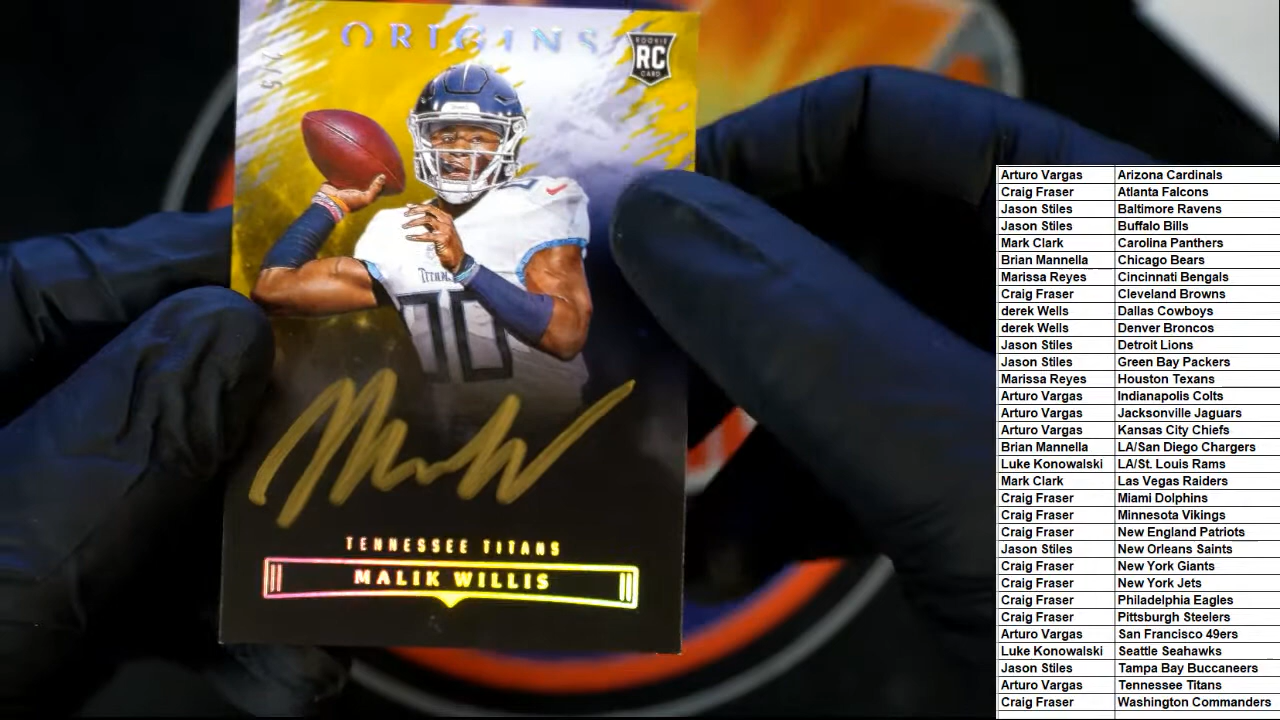 ORIGINS
ROOKIE
RC
CARD
2/5
TITANS
TENNESSEE TITANS
MALIK WILLIS
Arturo Vargas Arizona Cardinals
Craig Fraser Atlanta Falcons
Jason Stiles Baltimore Ravens
Jason Stiles Buffalo Bills
Mark Clark Carolina Panthers
Brian Mannella Chicago Bears
Marissa Reyes Cincinnati Bengals
Craig Fraser Cleveland Browns
derek Wells Dallas Cowboys
derek Wells Denver Broncos
Jason Stiles Detroit Lions
Jason Stiles Green Bay Packers
Marissa Reyes Houston Texans
Arturo Vargas Indianapolis Colts
Arturo Vargas Jacksonville Jaguars
Arturo Vargas Kansas City Chiefs
Brian Mannella LA/San Diego Chargers
Luke Konowalski LA/St. Louis Rams
Mark Clark Las Vegas Raiders
Craig Fraser Miami Dolphins
Craig Fraser Minnesota Vikings
Craig Fraser New England Patriots
Jason Stiles New Orleans Saints
Craig Fraser New York Giants
Craig Fraser New York Jets
Craig Fraser Philadelphia Eagles
Craig Fraser Pittsburgh Steelers
Arturo Vargas San Francisco 49ers
Luke Konowalski Seattle Seahawks
Jason Stiles Tampa Bay Buccaneers
Arturo Vargas Tennessee Titans
Craig Fraser Washington Commanders